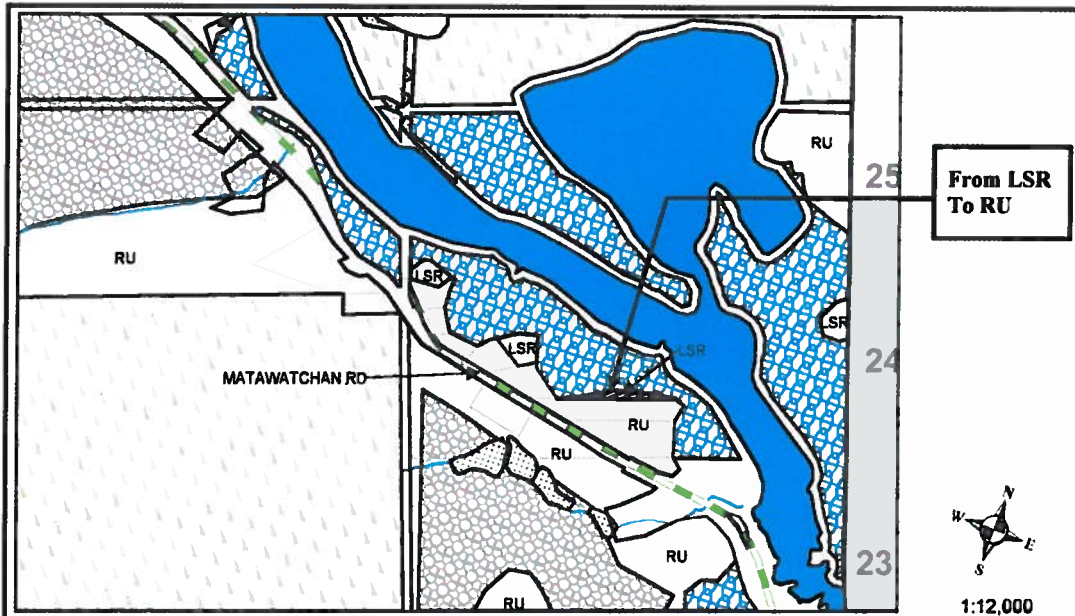 RU
25
From LSR
To RU
RU
LSR
LSR
LSR
LSR
24
MATAWATCHAN RD
RU
RU
N
W
E
S
RU
23
RU
1:12,000